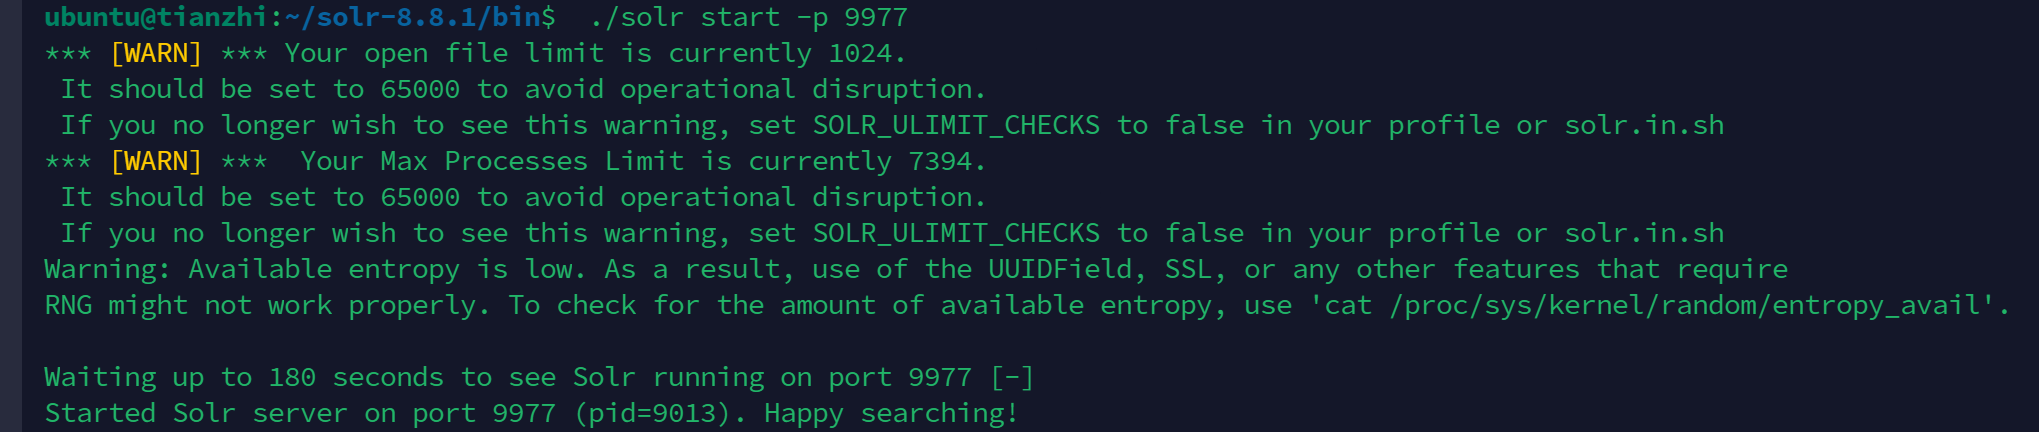 ubuntu@tianzhi:~/solr-8.8.1/bin$  ./solr start -p 9977
*** [WARN] *** Your open file limit is currently 1024.
 It should be set to 65000 to avoid operational disruption.
 If you no longer wish to see this warning, set SOLR_ULIMIT_CHECKS to false in your profile or solr.in.sh
*** [WARN] ***  Your Max Processes Limit is currently 7394.
 It should be set to 65000 to avoid operational disruption.
 If you no longer wish to see this warning, set SOLR_ULIMIT_CHECKS to false in your profile or solr.in.sh
Warning: Available entropy is low. As a result, use of the UUIDField, SSL, or any other features that require
RNG might not work properly. To check for the amount of available entropy, use 'cat /proc/sys/kernel/random/entropy_avail'.
Waiting up to 180 seconds to see Solr running on port 9977 [-]
Started Solr server on port 9977 (pid=9013). Happy searching!